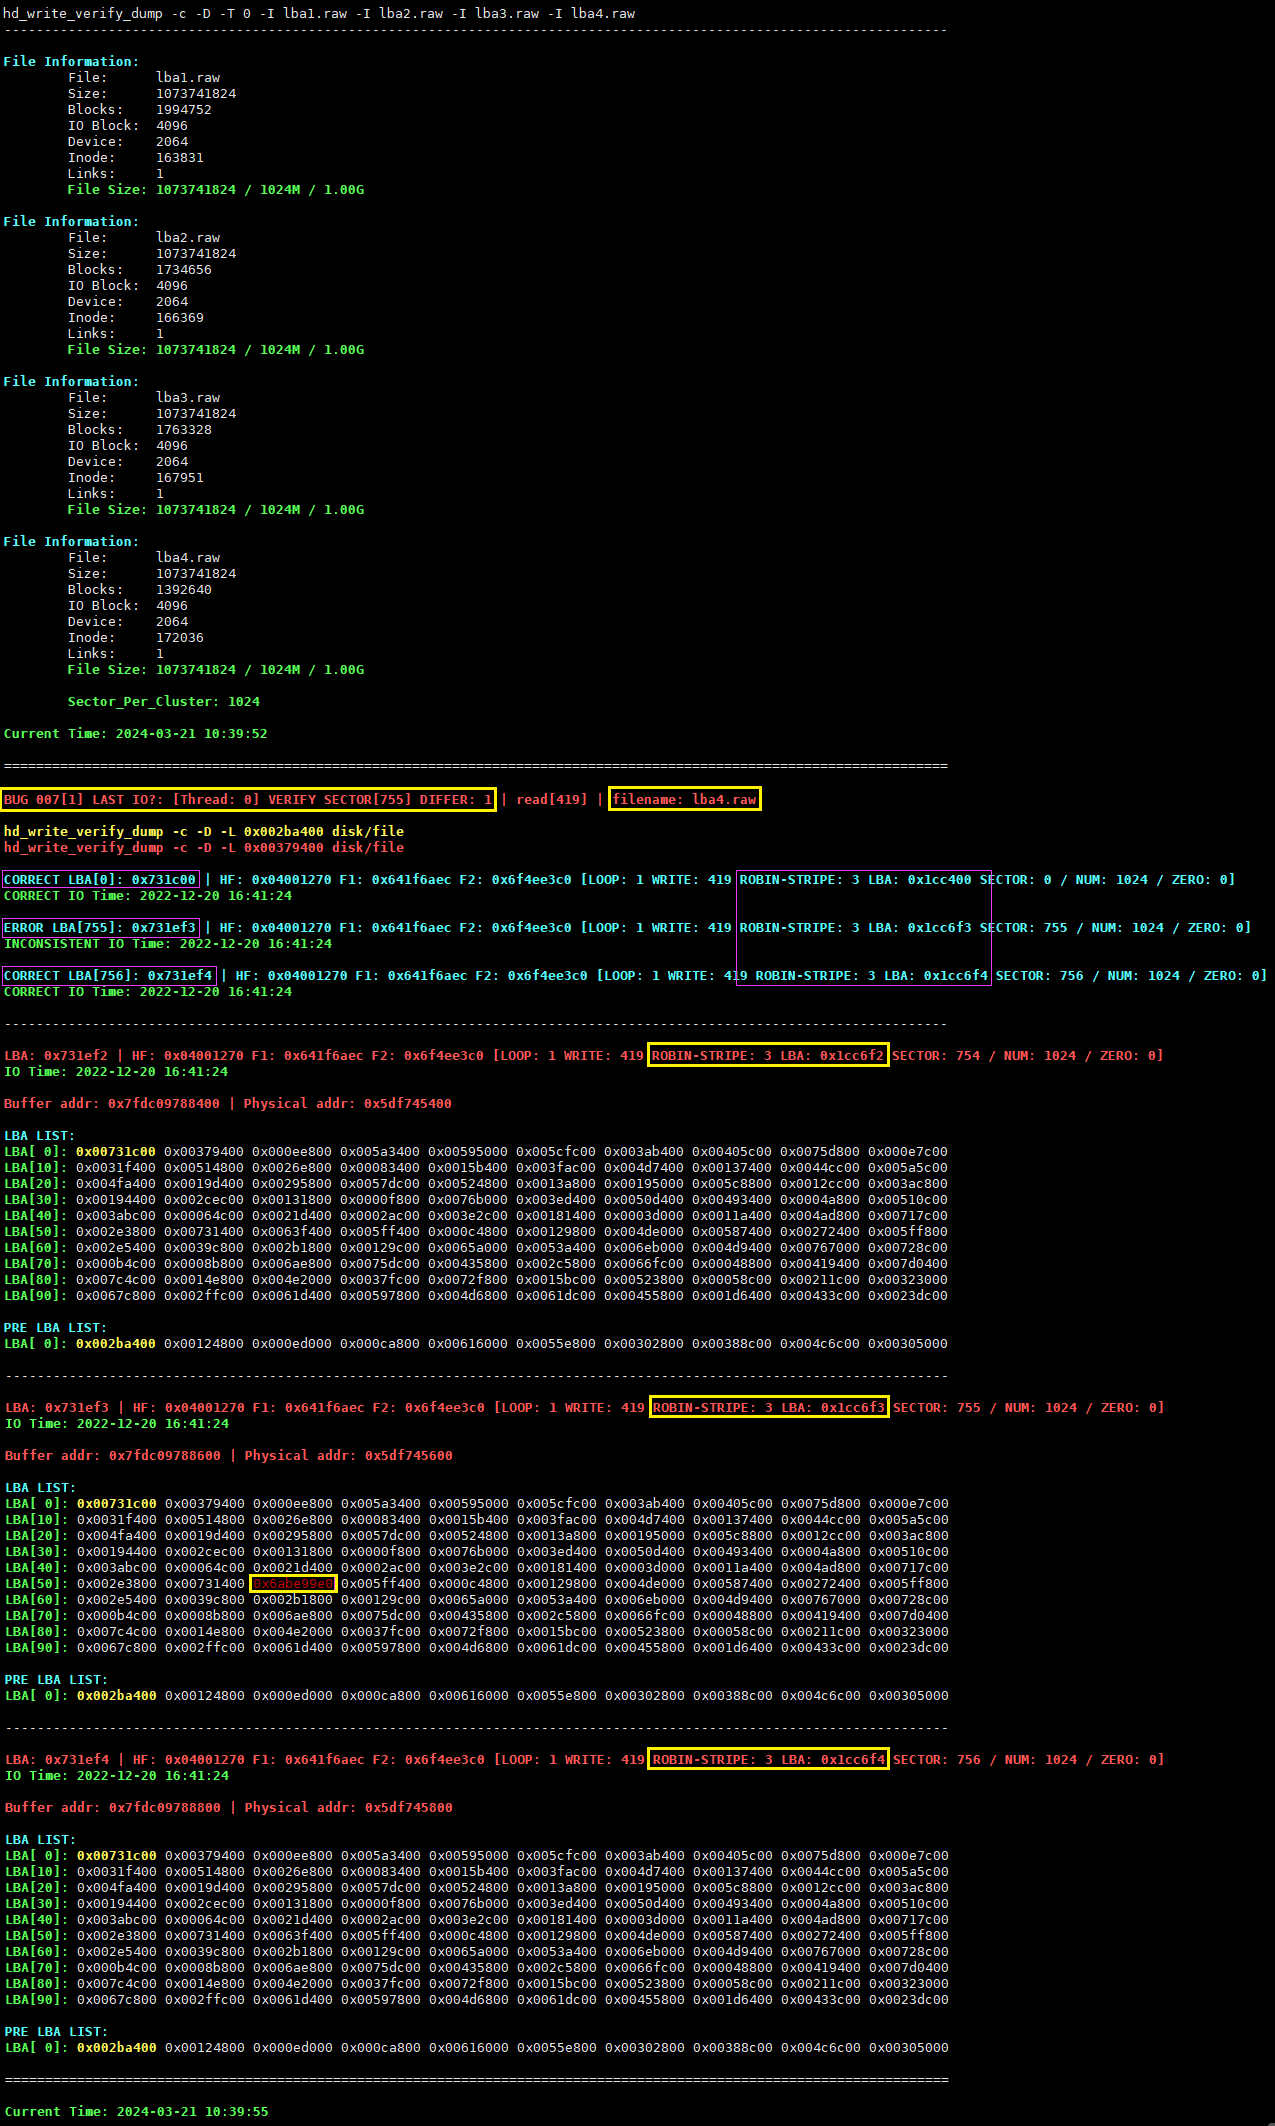 hd_write_verify_dump -c -D -T 0 -I lba1.raw -I lba2.raw -I lba3.raw -I lba4.raw
----------------------------------------------------------------------------------------------------------------------
File Information:
File: lba1.raw
Size: 1073741824
Blocks: 1994752
IO Block: 4096
Device: 2064
Inode: 163831
Links: 1
File Size: 1073741824 / 1024M / 1.00G
File Information:
File: lba2.raw
Size: 1073741824
Blocks: 1734656
IO Block: 4096
Device: 2064
Inode: 166369
Links: 1
File Size: 1073741824 / 1024M / 1.00G
File Information:
File: lba3.raw
Size: 1073741824
Blocks: 1763328
IO Block: 4096
Device: 2064
Inode: 167951
Links: 1
File Size: 1073741824 / 1024M / 1.00G
File Information:
File: lba4.raw
Size: 1073741824
Blocks: 1392640
IO Block: 4096
Device: 2064
Inode: 172036
Links: 1
File Size: 1073741824 / 1024M / 1.00G
Sector_Per_Cluster: 1024
Current Time: 2024-03-21 10:39:52
======================================================================================================================
BUG 007[1] LAST IO?: [Thread: 0] VERIFY SECTOR[755] DIFFER: 1 | read[419] | filename: lba4.raw
hd_write_verify_dump -c -D -L 0x002ba400 disk/file
hd_write_verify_dump -c -D -L 0x00379400 disk/file
CORRECT LBA[0]: 0x731c00 | HF: 0x04001270 F1: 0x641f6aec F2: 0x6f4ee3c0 [LOOP: 1 WRITE: 419 ROBIN-STRIPE: 3 LBA: 0x1cc400 SECTOR: 0 / NUM: 1024 / ZERO: 0]
CORRECT IO Time: 2022-12-20 16:41:24
ERROR LBA[755]: 0x731ef3 | HF: 0x04001270 F1: 0x641f6aec F2: 0x6f4ee3c0 [LOOP: 1 WRITE: 419 ROBIN-STRIPE: 3 LBA: 0x1cc6f3 SECTOR: 755 / NUM: 1024 / ZERO: 0]
INCONSISTENT IO Time: 2022-12-20 16:41:24
CORRECT LBA[756]: 0x731ef4 | HF: 0x04001270 F1: 0x641f6aec F2: 0x6f4ee3c0 [LOOP: 1 WRITE: 419 ROBIN-STRIPE: 3 LBA: 0x1cc6f4 SECTOR: 756 / NUM: 1024 / ZERO: 0]
CORRECT IO Time: 2022-12-20 16:41:24
----------------------------------------------------------------------------------------------------------------------
LBA: 0x731ef2 | HF: 0x04001270 F1: 0x641f6aec F2: 0x6f4ee3c0 [LOOP: 1 WRITE: 419 ROBIN-STRIPE: 3 LBA: 0x1cc6f2 SECTOR: 754 / NUM: 1024 / ZERO: 0]
IO Time: 2022-12-20 16:41:24
Buffer addr: 0x7fdc09788400 | Physical addr: 0x5df745400
LBA LIST:
LBA[ 0]: 0x00731c00 0x00379400 0x000ee800 0x005a3400 0x00595000 0x005cfc00 0x003ab400 0x00405c00 0x0075d800 0x000e7c00
LBA[10]: 0x0031f400 0x00514800 0x0026e800 0x00083400 0x0015b400 0x003fac00 0x004d7400 0x00137400 0x0044cc00 0x005a5c00
LBA[20]: 0x004fa400 0x0019d400 0x00295800 0x0057dc00 0x00524800 0x0013a800 0x00195000 0x005c8800 0x0012cc00 0x003ac800
LBA[30]: 0x00194400 0x002cec00 0x00131800 0x0000f800 0x0076b000 0x003ed400 0x0050d400 0x00493400 0x0004a800 0x00510c00
LBA[40]: 0x003abc00 0x00064c00 0x0021d400 0x0002ac00 0x003e2c00 0x00181400 0x0003d000 0x0011a400 0x004ad800 0x00717c00
LBA[50]: 0x002e3800 0x00731400 0x0063f400 0x005ff400 0x000c4800 0x00129800 0x004de000 0x00587400 0x00272400 0x005ff800
LBA[60]: 0x002e5400 0x0039c800 0x002b1800 0x00129c00 0x0065a000 0x0053a400 0x006eb000 0x004d9400 0x00767000 0x00728c00
LBA[70]: 0x000b4c00 0x0008b800 0x006ae800 0x0075dc00 0x00435800 0x002c5800 0x0066fc00 0x00048800 0x00419400 0x007d0400
LBA[80]: 0x007c4c00 0x0014e800 0x004e2000 0x0037fc00 0x0072f800 0x0015bc00 0x00523800 0x00058c00 0x00211c00 0x00323000
LBA[90]: 0x0067c800 0x002ffc00 0x0061d400 0x00597800 0x004d6800 0x0061dc00 0x00455800 0x001d6400 0x00433c00 0x0023dc00
PRE LBA LIST:
LBA[ 0]: 0x002ba400 0x00124800 0x000ed000 0x000ca800 0x00616000 0x0055e800 0x00302800 0x00388c00 0x004c6c00 0x00305000
----------------------------------------------------------------------------------------------------------------------
LBA: 0x731ef3 | HF: 0x04001270 F1: 0x641f6aec F2: 0x6f4ee3c0 [LOOP: 1 WRITE: 419 ROBIN-STRIPE: 3 LBA: 0x1cc6f3 SECTOR: 755 / NUM: 1024 / ZERO: 0]
IO Time: 2022-12-20 16:41:24
Buffer addr: 0x7fdc09788600 | Physical addr: 0x5df745600
LBA LIST:
LBA[ 0]: 0x00731c00 0x00379400 0x000ee800 0x005a3400 0x00595000 0x005cfc00 0x003ab400 0x00405c00 0x0075d800 0x000e7c00
LBA[10]: 0x0031f400 0x00514800 0x0026e800 0x00083400 0x0015b400 0x003fac00 0x004d7400 0x00137400 0x0044cc00 0x005a5c00
LBA[20]: 0x004fa400 0x0019d400 0x00295800 0x0057dc00 0x00524800 0x0013a800 0x00195000 0x005c8800 0x0012cc00 0x003ac800
LBA[30]: 0x00194400 0x002cec00 0x00131800 0x0000f800 0x0076b000 0x003ed400 0x0050d400 0x00493400 0x0004a800 0x00510c00
LBA[40]: 0x003abc00 0x00064c00 0x0021d400 0x0002ac00 0x003e2c00 0x00181400 0x0003d000 0x0011a400 0x004ad800 0x00717c00
LBA[50]: 0x002e3800 0x00731400 0x6abe99e0 0x005ff400 0x000c4800 0x00129800 0x004de000 0x00587400 0x00272400 0x005ff800
LBA[60]: 0x002e5400 0x0039c800 0x002b1800 0x00129c00 0x0065a000 0x0053a400 0x006eb000 0x004d9400 0x00767000 0x00728c00
LBA[70]: 0x000b4c00 0x0008b800 0x006ae800 0x0075dc00 0x00435800 0x002c5800 0x0066fc00 0x00048800 0x00419400 0x007d0400
LBA[80]: 0x007c4c00 0x0014e800 0x004e2000 0x0037fc00 0x0072f800 0x0015bc00 0x00523800 0x00058c00 0x00211c00 0x00323000
LBA[90]: 0x0067c800 0x002ffc00 0x0061d400 0x00597800 0x004d6800 0x0061dc00 0x00455800 0x001d6400 0x00433c00 0x0023dc00
PRE LBA LIST:
LBA[ 0]: 0x002ba400 0x00124800 0x000ed000 0x000ca800 0x00616000 0x0055e800 0x00302800 0x00388c00 0x004c6c00 0x00305000
----------------------------------------------------------------------------------------------------------------------
LBA: 0x731ef4 | HF: 0x04001270 F1: 0x641f6aec F2: 0x6f4ee3c0 [LOOP: 1 WRITE: 419 ROBIN-STRIPE: 3 LBA: 0x1cc6f4 SECTOR: 756 / NUM: 1024 / ZERO: 0]
IO Time: 2022-12-20 16:41:24
Buffer addr: 0x7fdc09788800 | Physical addr: 0x5df745800
LBA LIST:
LBA[ 0]: 0x00731c00 0x00379400 0x000ee800 0x005a3400 0x00595000 0x005cfc00 0x003ab400 0x00405c00 0x0075d800 0x000e7c00
LBA[10]: 0x0031f400 0x00514800 0x0026e800 0x00083400 0x0015b400 0x003fac00 0x004d7400 0x00137400 0x0044cc00 0x005a5c00
LBA[20]: 0x004fa400 0x0019d400 0x00295800 0x0057dc00 0x00524800 0x0013a800 0x00195000 0x005c8800 0x0012cc00 0x003ac800
LBA[30]: 0x00194400 0x002cec00 0x00131800 0x0000f800 0x0076b000 0x003ed400 0x0050d400 0x00493400 0x0004a800 0x00510c00
LBA[40]: 0x003abc00 0x00064c00 0x0021d400 0x0002ac00 0x003e2c00 0x00181400 0x0003d000 0x0011a400 0x004ad800 0x00717c00
LBA[50]: 0x002e3800 0x00731400 0x0063f400 0x005ff400 0x000c4800 0x00129800 0x004de000 0x00587400 0x00272400 0x005ff800
LBA[60]: 0x002e5400 0x0039c800 0x002b1800 0x00129c00 0x0065a000 0x0053a400 0x006eb000 0x004d9400 0x00767000 0x00728c00
LBA[70]: 0x000b4c00 0x0008b800 0x006ae800 0x0075dc00 0x00435800 0x002c5800 0x0066fc00 0x00048800 0x00419400 0x007d0400
LBA[80]: 0x007c4c00 0x0014e800 0x004e2000 0x0037fc00 0x0072f800 0x0015bc00 0x00523800 0x00058c00 0x00211c00 0x00323000
LBA[90]: 0x0067c800 0x002ffc00 0x0061d400 0x00597800 0x004d6800 0x0061dc00 0x00455800 0x001d6400 0x00433c00 0x0023dc00
PRE LBA LIST:
LBA[ 0]: 0x002ba400 0x00124800 0x000ed000 0x000ca800 0x00616000 0x0055e800 0x00302800 0x00388c00 0x004c6c00 0x00305000
======================================================================================================================
Current Time: 2024-03-21 10:39:55